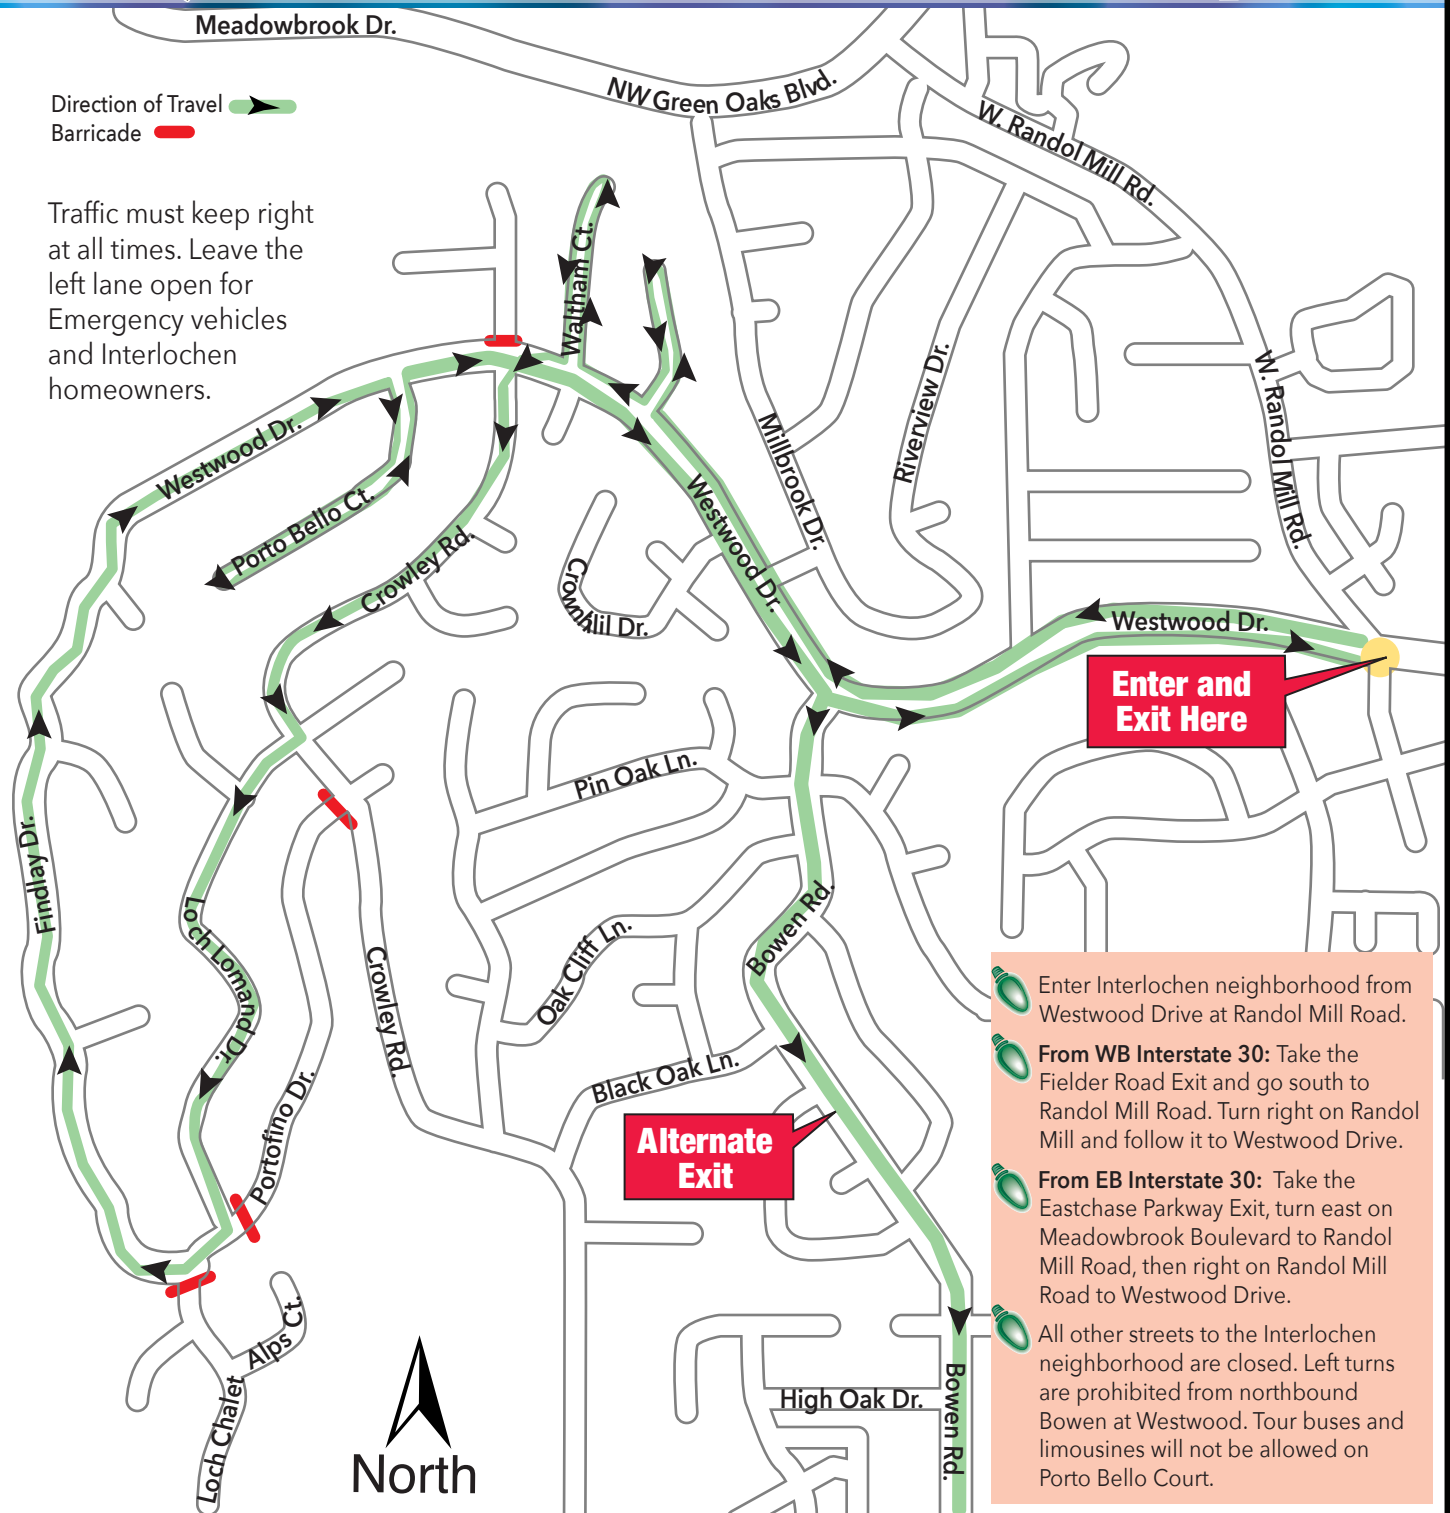 Meadowbrook Dr.
NW Green Oaks Blvd.
W. Randol Mill Rd.
Direction of Travel
Barricade
Traffic must keep right
at all times. Leave the
left lane open for
Emergency vehicles
and Interlochen
homeowners.
Waltham Ct.
Westwood Dr.
Porto Bello Ct.
Crowley Rd.
Crownhil Dr.
Westwood Dr.
Millbrook Dr.
Riverview Dr.
W. Randol Mill Rd.
Westwood Dr.
Enter and
Exit Here
Pin Oak Ln.
Findlay Dr.
Loch Lomand Dr.
Crowley Rd.
Oak Cliff Ln.
Bowen Rd.
Portofino Dr.
Black Oak Ln.
Alternate
Exit
Alps Ct.
Loch Chalet
North
High Oak Dr.
Bowen Rd.
Enter Interlochen neighborhood from
Westwood Drive at Randol Mill Road.
From WB Interstate 30: Take the
Fielder Road Exit and go south to
Randol Mill Road. Turn right on Randol
Mill and follow it to Westwood Drive.
From EB Interstate 30: Take the
Eastchase Parkway Exit, turn east on
Meadowbrook Boulevard to Randol
Mill Road, then right on Randol Mill
Road to Westwood Drive.
All other streets to the Interlochen
neighborhood are closed. Left turns
are prohibited from northbound
Bowen at Westwood. Tour buses and
limousines will not be allowed on
Porto Bello Court.